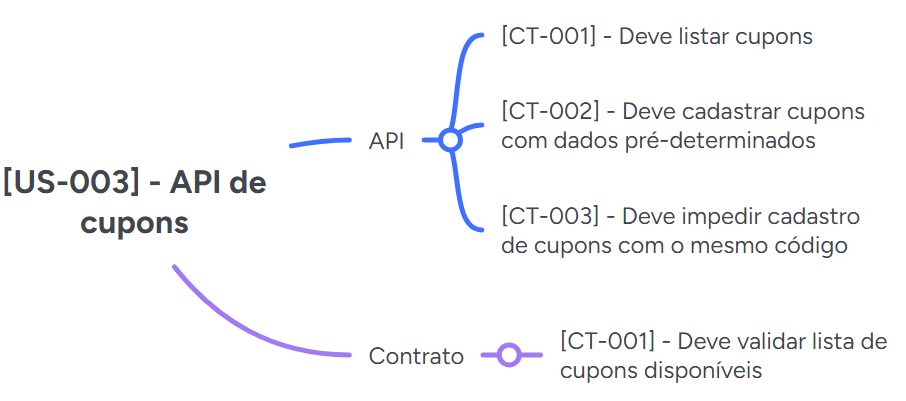 [CT-001] - Deve listar cupons
[CT-002] - Deve cadastrar cupons
com dados pré-determinados
API
[US-003] - API de
cupons
[CT-003] - Deve impedir cadastro
de cupons com o mesmo código
Contrato
[CT-001] - Deve validar lista de
cupons disponíveis